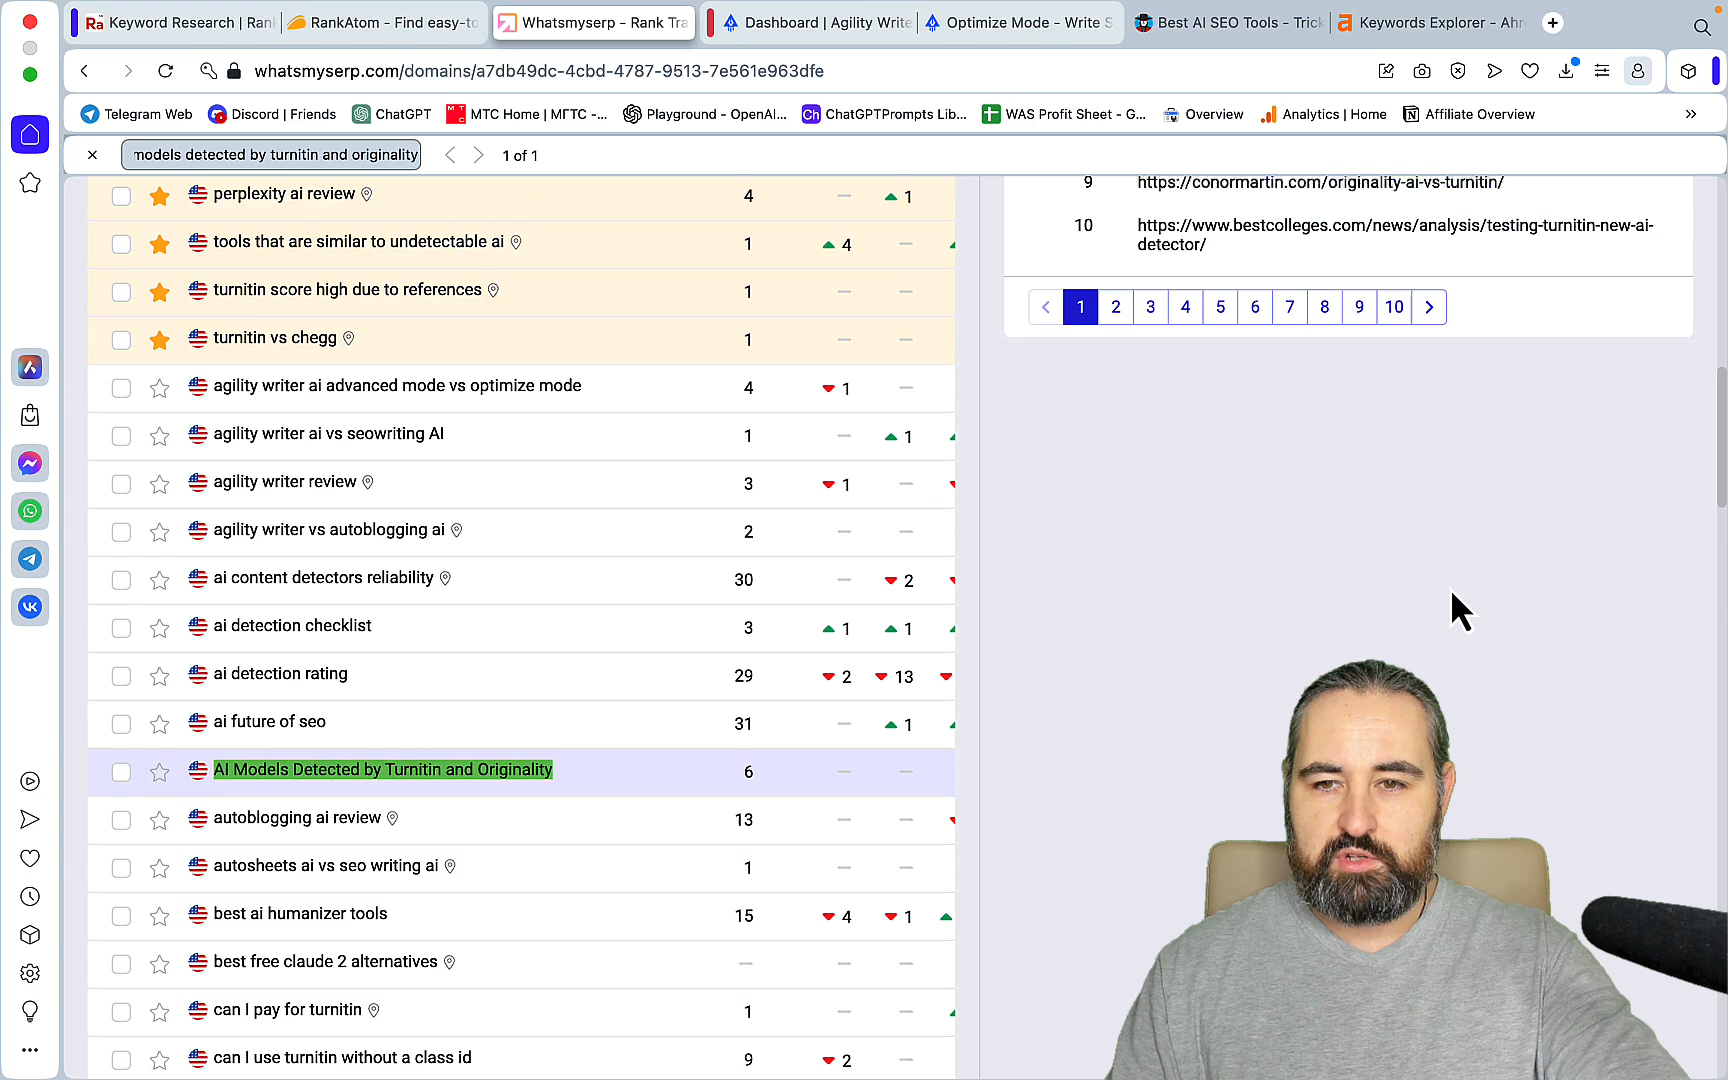 Ra Keyword Research | Rank
RankAtom - Find easy-to
Whatsmyserp - Rank Tra
Dashboard | Agility Write
Optimize Mode - Write S
Best AI SEO Tools - Trick
Keywords Explorer - Ahr
whatsmyserp.com/domains/a7db49dc-4cbd-4787-9513-7e561e963dfe
Telegram Web
Discord | Friends
ChatGPT
МТС МТС Home | МГТС -...
Playground - OpenAI...
Ch ChatGPTPrompts Lib...
WAS Profit Sheet - G...
Overview
Analytics | Home
Affiliate Overview
models detected by turnitin and originality
1 of 1
perplexity ai review 4 — 1
tools that are similar to undetectable ai 1 4 —
turnitin score high due to references 1 — —
turnitin vs chegg 1 — —
agility writer ai advanced mode vs optimize mode 4 1 —
agility writer ai vs seowriting AI 1 — 1
agility writer review 3 1 —
agility writer vs autoblogging ai 2 — —
ai content detectors reliability 30 — 2
ai detection checklist 3 1 1
ai detection rating 29 2 13
ai future of seo 31 — 1
AI Models Detected by Turnitin and Originality 6 — —
autoblogging ai review 13 — —
autosheets ai vs seo writing ai 1 — —
best ai humanizer tools 15 4 1
best free claude 2 alternatives — — —
can I pay for turnitin 1 — —
can I use turnitin without a class id 9 2 —
9 https://conormartin.com/originality-ai-vs-turnitin/
10 https://www.bestcolleges.com/news/analysis/testing-turnitin-new-ai-
detector/
1 2 3 4 5 6 7 8 9 10